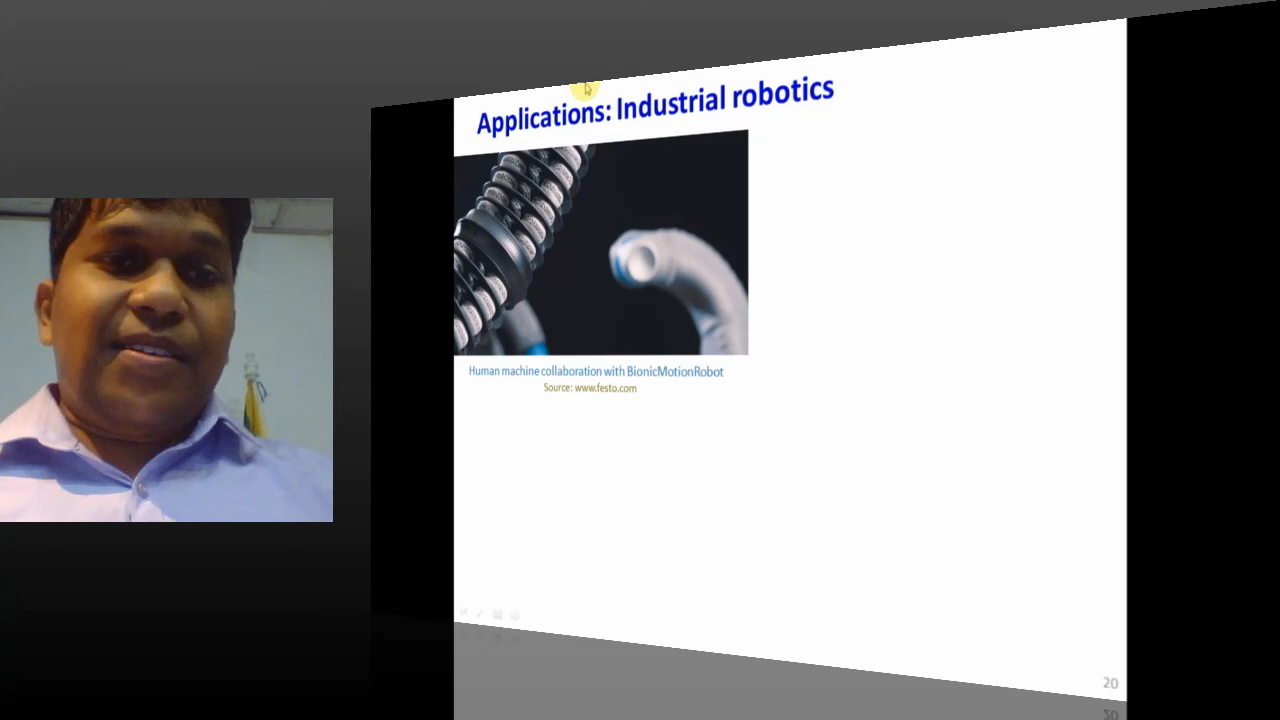 Applications: Industrial robotics
Human machine collaboration with BionicMotionRobot
Source: www.festo.com
20